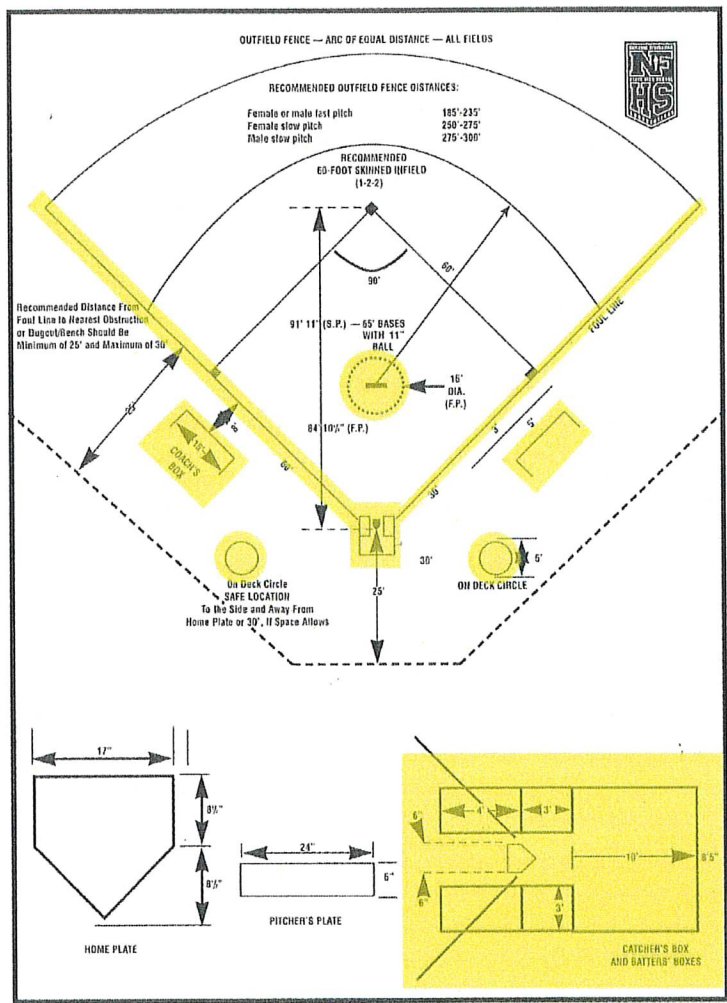 OUTFIELD FENCE — ARC OF EQUAL DISTANCE — ALL FIELDS
NFHS
RECOMMENDED OUTFIELD FENCE DISTANCES:
Female or male fast pitch 185'-235'
Female slow pitch 250'-275'
Male slow pitch 275'-300'
RECOMMENDED
60-FOOT SKINNED INFIELD
(1-2-2)
60'
90'
Recommended Distance From
Foul Line to Nearest Obstruction
or Dugout/Bench Should Be
Minimum of 25' and Maximum of 30'
91' 11" (S.P.) — 65' BASES
WITH 11"
BALL
FOUL LINE
16'
DIA.
(F.P.)
84' 10¼" (F.P.)
8'
15'
COACH'S
BOX
60'
3'
5'
30'
30'
5'
25'
On Deck Circle
SAFE LOCATION
To the Side and Away From
Home Plate or 30', If Space Allows
ON DECK CIRCLE
17"
8½"
8½"
HOME PLATE
24"
6"
PITCHER'S PLATE
4'
3'
6"
10'
8'5"
6"
3'
CATCHER'S BOX
AND BATTERS' BOXES